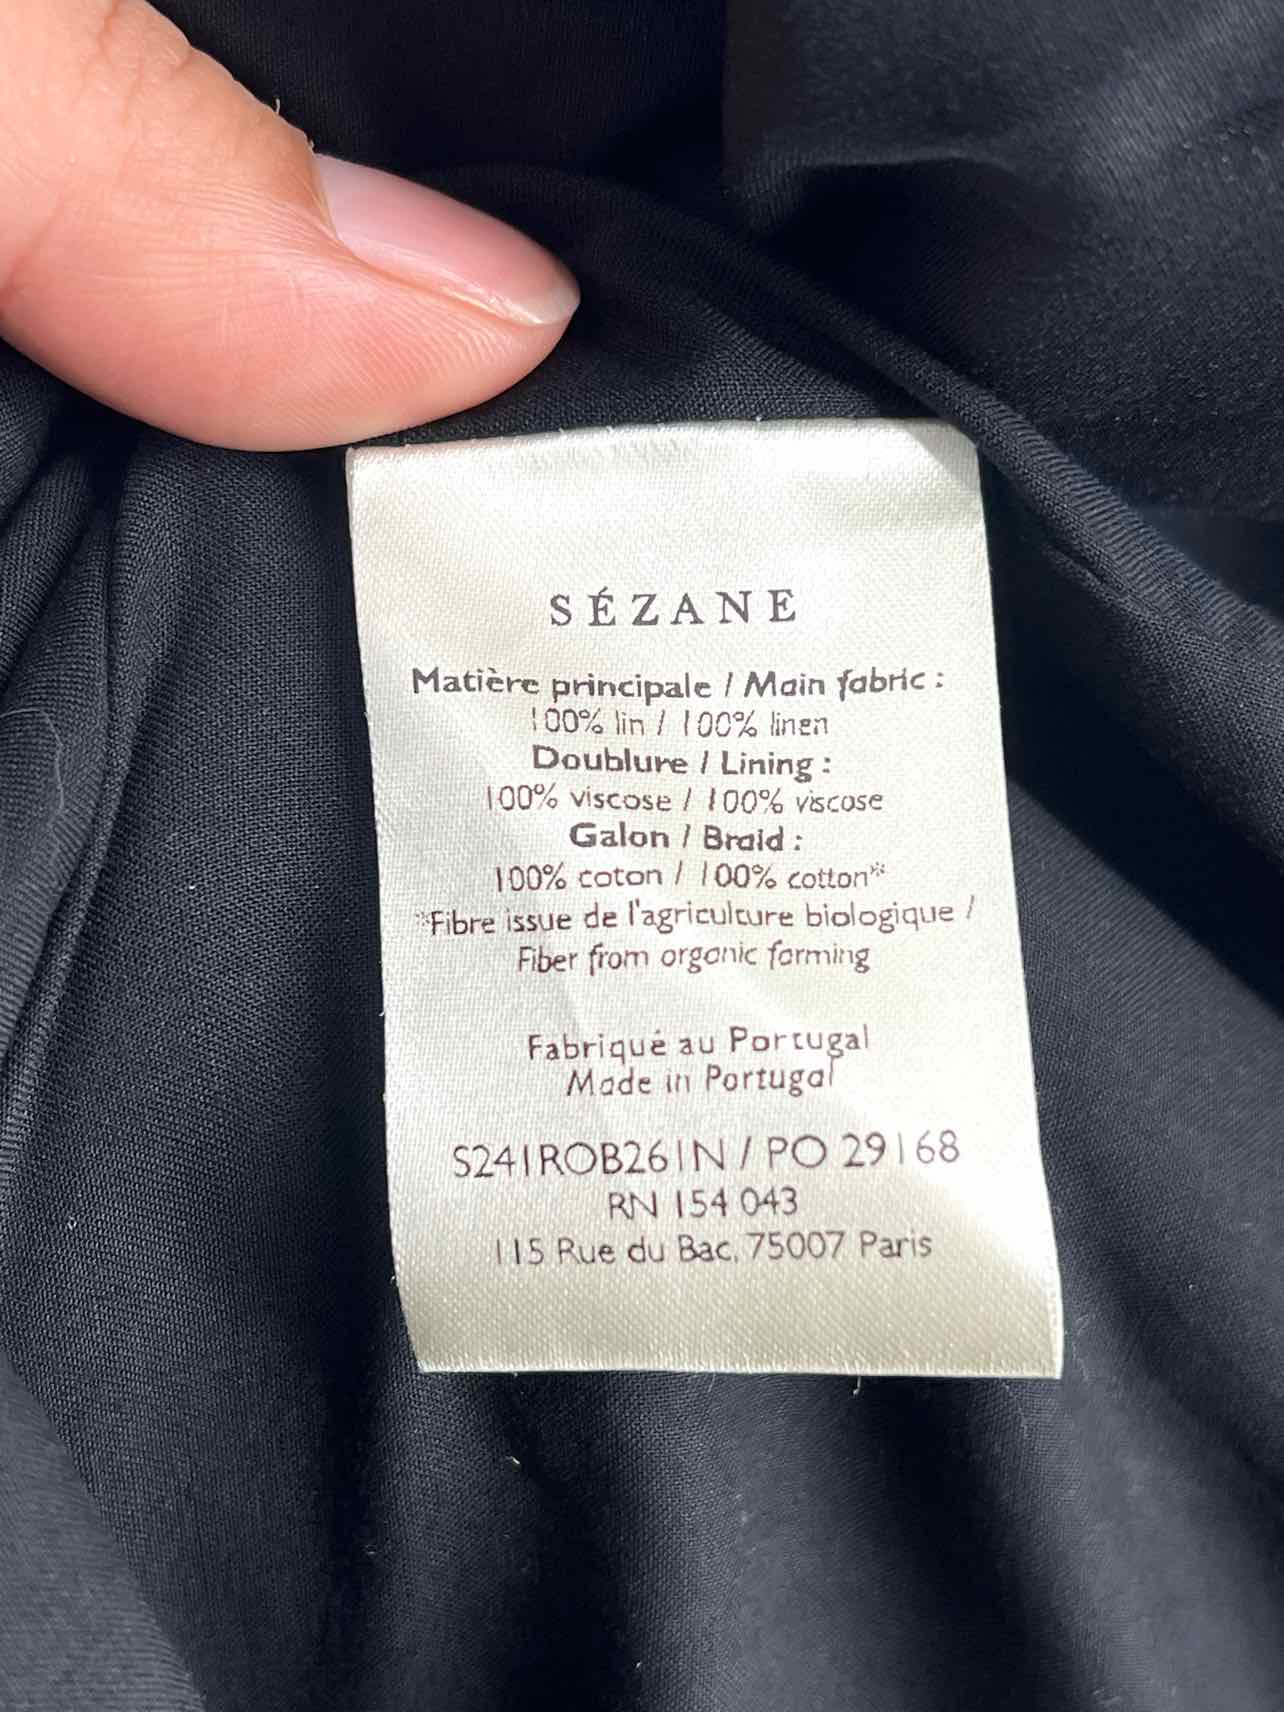 SÉZANE
Matière principale / Main fabric :
100% lin / 100% linen
Doublure / Lining :
100% viscose / 100% viscose
Galon / Braid :
100% coton / 100% cotton*
*Fibre issue de l'agriculture biologique /
Fiber from organic farming
Fabriqué au Portugal
Made in Portugal
S241ROB261N / PO 29168
RN 154 043
115 Rue du Bac, 75007 Paris